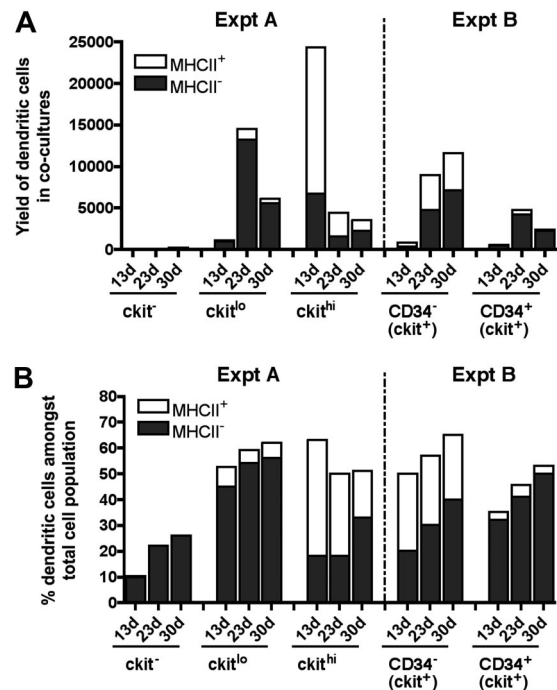 A
Expt A
Expt B
Yield of dendritic cells
in co-cultures
25000
20000
15000
10000
5000
0
MHCII⁺
MHCII⁻
13d 23d 30d 13d 23d 30d 13d 23d 30d 13d 23d 30d 13d 23d 30d
ckit⁻ ckitˡᵒ ckitʰⁱ CD34⁻ CD34⁺
(ckit⁺) (ckit⁺)
B
Expt A
Expt B
% dendritic cells amongst
total cell population
80
70
60
50
40
30
20
10
0
MHCII⁺
MHCII⁻
13d 23d 30d 13d 23d 30d 13d 23d 30d 13d 23d 30d 13d 23d 30d
ckit⁻ ckitˡᵒ ckitʰⁱ CD34⁻ CD34⁺
(ckit⁺) (ckit⁺)